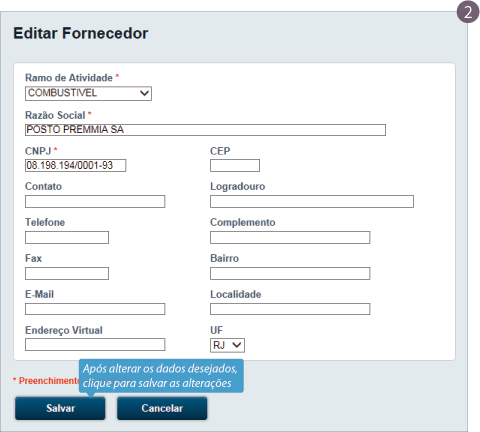 2
Editar Fornecedor
Ramo de Atividade *
COMBUSTIVEL
Razão Social *
POSTO PREMMIA SA
CNPJ *
CEP
08.198.194/0001-93
Contato
Logradouro
Telefone
Complemento
Fax
Bairro
E-Mail
Localidade
Endereço Virtual
UF
RJ
Após alterar os dados desejados,
* Preenchimento
clique para salvar as alterações
Salvar
Cancelar